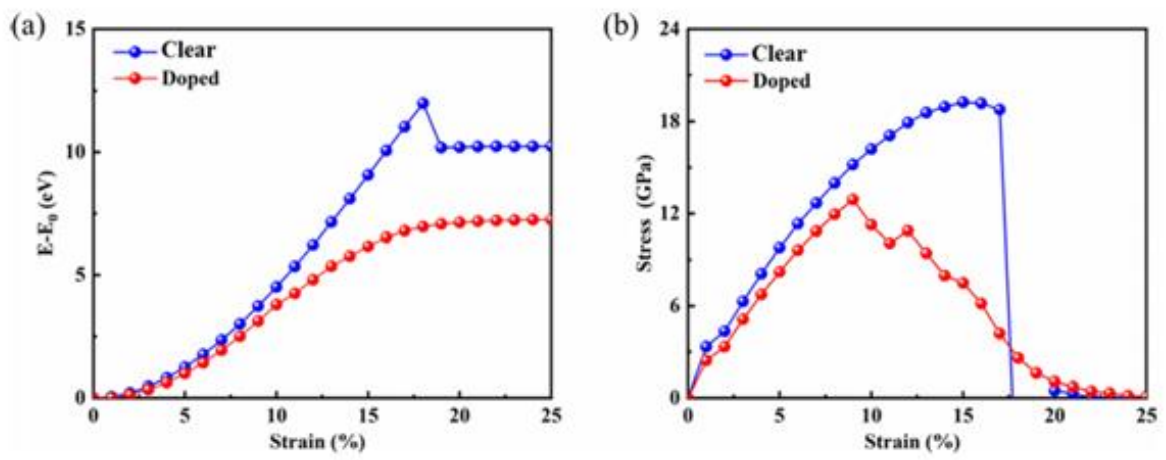 (a)
15
10
5
0
E-E₀ (eV)
Clear
Doped
0 5 10 15 20 25
Strain (%)
(b)
24
18
12
6
0
Stress (GPa)
Clear
Doped
0 5 10 15 20 25
Strain (%)